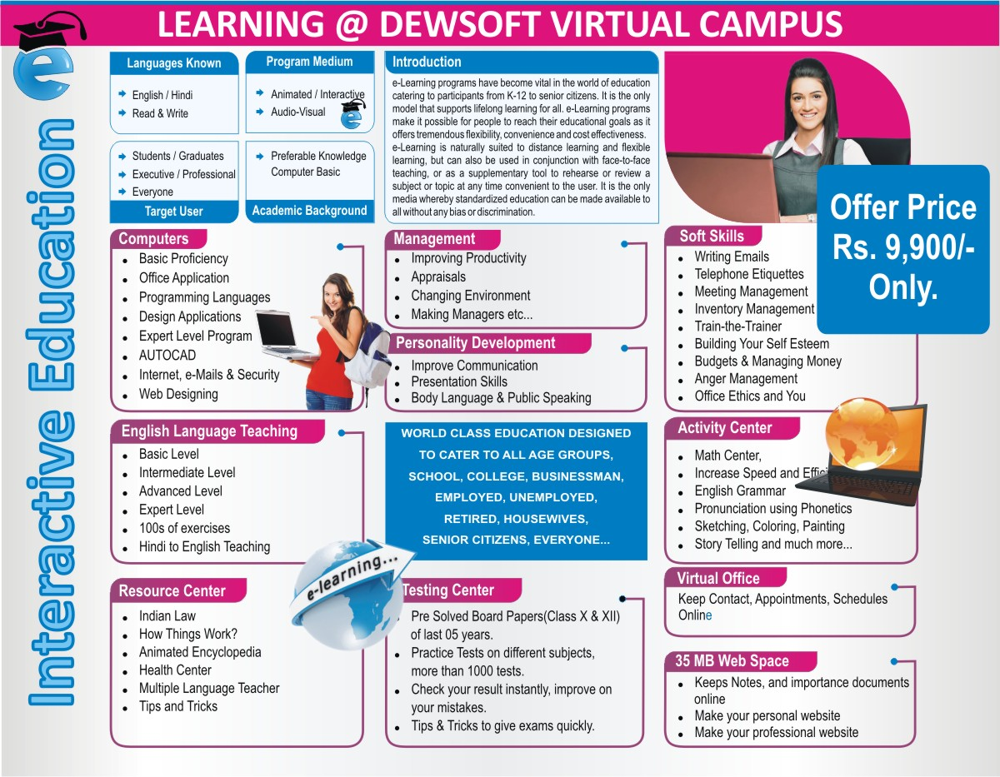 LEARNING @ DEWSOFT VIRTUAL CAMPUS
e
Interactive Education
Languages Known
English / Hindi
Read & Write
Program Medium
Animated / Interactive
Audio-Visual
e
Students / Graduates
Executive / Professional
Everyone
Target User
Preferable Knowledge
Computer Basic
Academic Background
Introduction
e-Learning programs have become vital in the world of education
catering to participants from K-12 to senior citizens. It is the only
model that supports lifelong learning for all. e-Learning programs
make it possible for people to reach their educational goals as it
offers tremendous flexibility, convenience and cost effectiveness.
e-Learning is naturally suited to distance learning and flexible
learning, but can also be used in conjunction with face-to-face
teaching, or as a supplementary tool to rehearse or review a
subject or topic at any time convenient to the user. It is the only
media whereby standardized education can be made available to
all without any bias or discrimination.
Offer Price
Rs. 9,900/-
Only.
Computers
Basic Proficiency
Office Application
Programming Languages
Design Applications
Expert Level Program
AUTOCAD
Internet, e-Mails & Security
Web Designing
Management
Improving Productivity
Appraisals
Changing Environment
Making Managers etc...
Personality Development
Improve Communication
Presentation Skills
Body Language & Public Speaking
Soft Skills
Writing Emails
Telephone Etiquettes
Meeting Management
Inventory Management
Train-the-Trainer
Building Your Self Esteem
Budgets & Managing Money
Anger Management
Office Ethics and You
English Language Teaching
Basic Level
Intermediate Level
Advanced Level
Expert Level
100s of exercises
Hindi to English Teaching
WORLD CLASS EDUCATION DESIGNED
TO CATER TO ALL AGE GROUPS,
SCHOOL, COLLEGE, BUSINESSMAN,
EMPLOYED, UNEMPLOYED,
RETIRED, HOUSEWIVES,
SENIOR CITIZENS, EVERYONE...
Activity Center
Math Center,
Increase Speed and Effici
English Grammar
Pronunciation using Phonetics
Sketching, Coloring, Painting
Story Telling and much more...
Resource Center
Indian Law
How Things Work?
Animated Encyclopedia
Health Center
Multiple Language Teacher
Tips and Tricks
e-learning...
Testing Center
Pre Solved Board Papers(Class X & XII)
of last 05 years.
Practice Tests on different subjects,
more than 1000 tests.
Check your result instantly, improve on
your mistakes.
Tips & Tricks to give exams quickly.
Virtual Office
Keep Contact, Appointments, Schedules
Online
35 MB Web Space
Keeps Notes, and importance documents
online
Make your personal website
Make your professional website